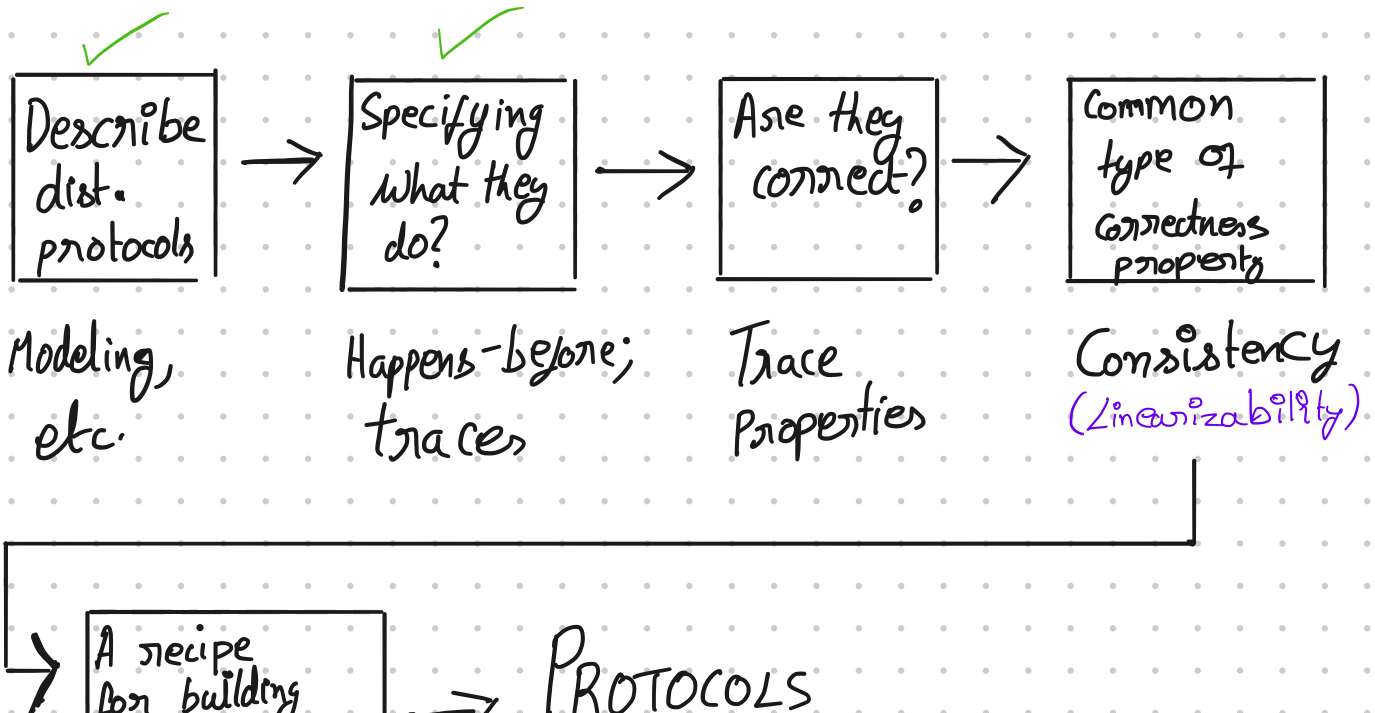 Describe
dist.
protocols
Specifying
what they
do?
Are they
correct?
Common
type of
correctness
property
Modeling,
etc.
Happens-before;
traces
Trace
Properties
Consistency
(Linearizability)
A recipe
for building
PROTOCOLS